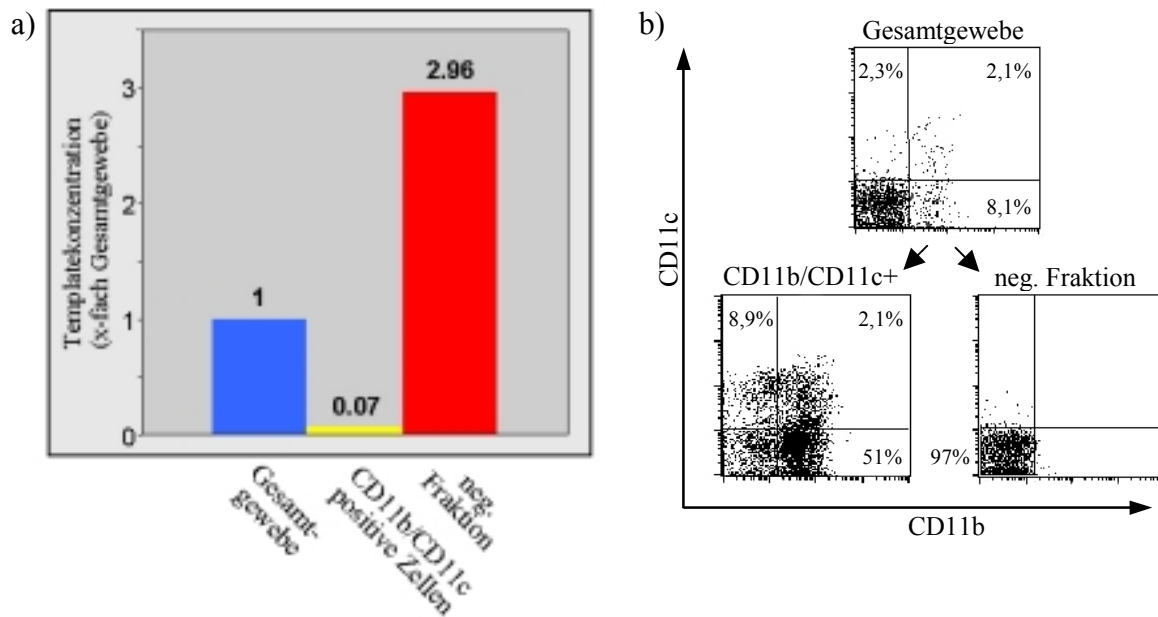 a)
Templatekonzentration
(x-fach Gesamtgewebe)
3
2
1
0
1
0.07
2.96
Gesamt-
gewebe
CD11b/CD11c
positive Zellen
neg.
Fraktion
b)
Gesamtgewebe
2,3%
2,1%
8,1%
CD11c
CD11b/CD11c+
8,9%
2,1%
51%
neg. Fraktion
97%
CD11b